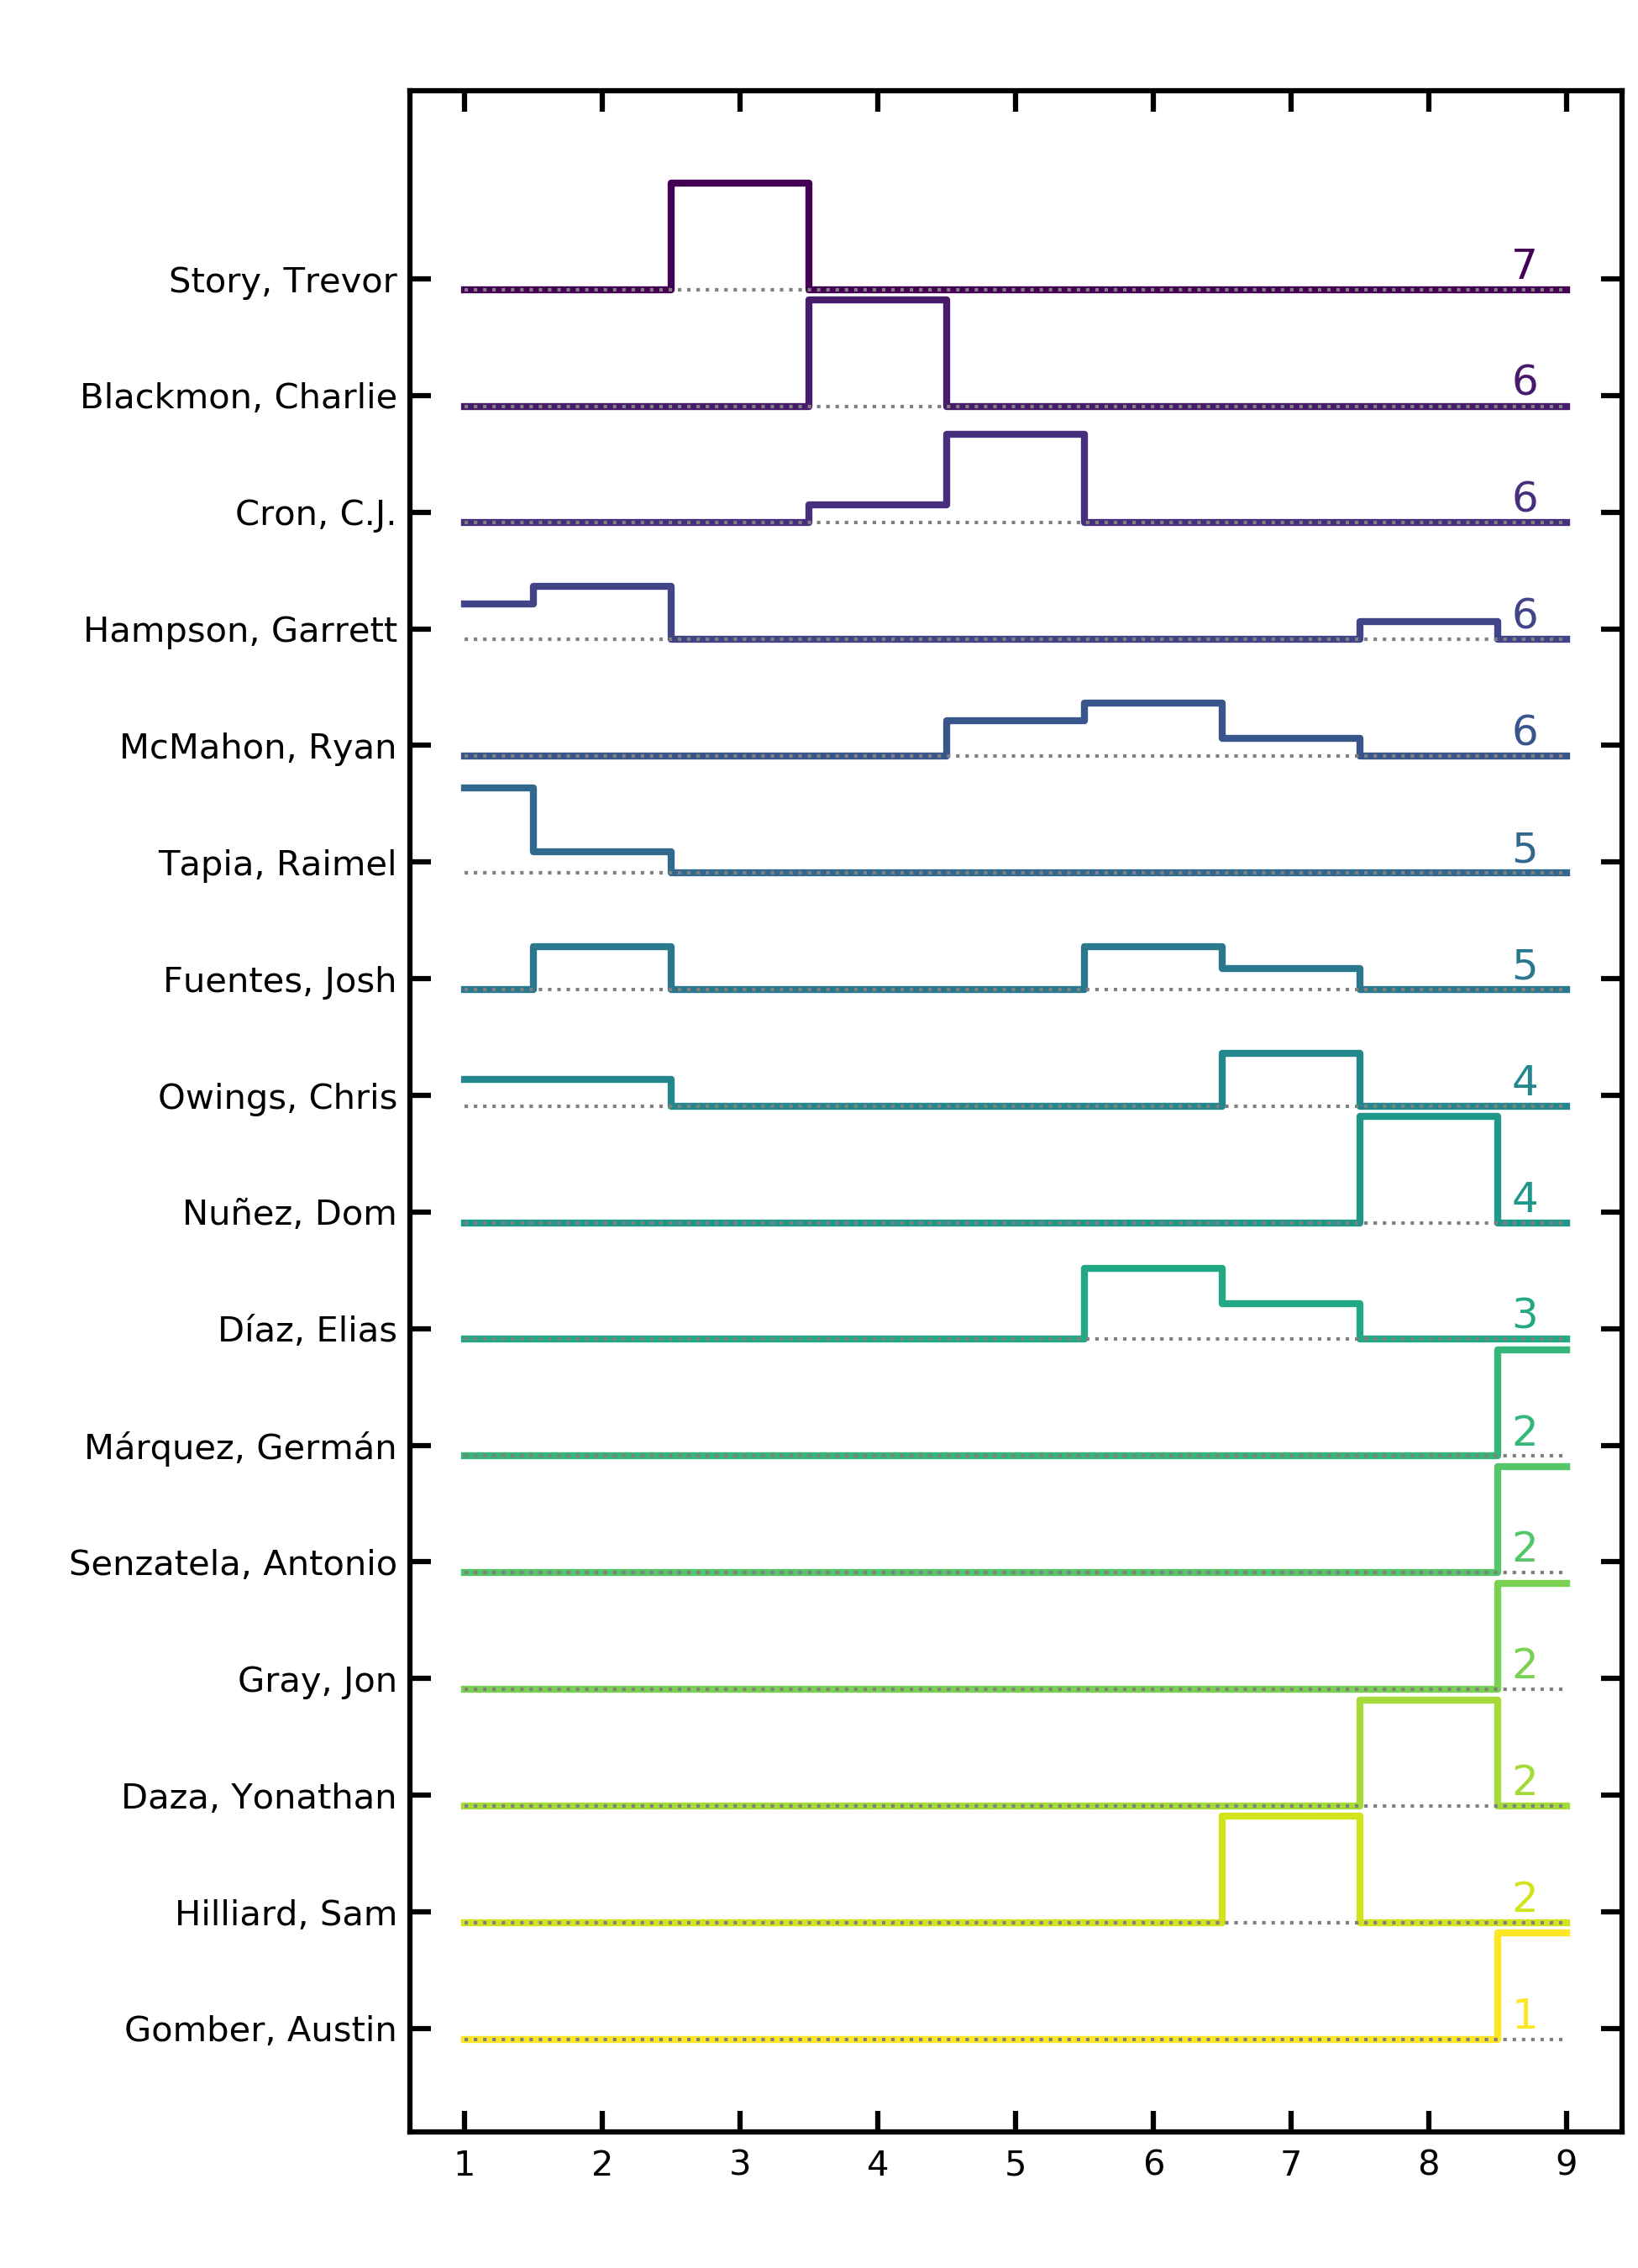 Story, Trevor 7
Blackmon, Charlie 6
Cron, C.J. 6
Hampson, Garrett 6
McMahon, Ryan 6
Tapia, Raimel 5
Fuentes, Josh 5
Owings, Chris 4
Nuñez, Dom 4
Díaz, Elias 3
Márquez, Germán 2
Senzatela, Antonio 2
Gray, Jon 2
Daza, Yonathan 2
Hilliard, Sam 2
Gomber, Austin 1
1 2 3 4 5 6 7 8 9